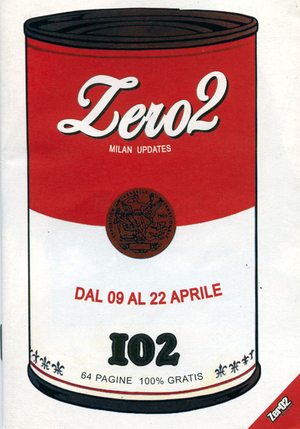 Zero2
MILAN UPDATES
DAL 09 AL 22 APRILE
102
64 PAGINE 100% GRATIS
Zero2